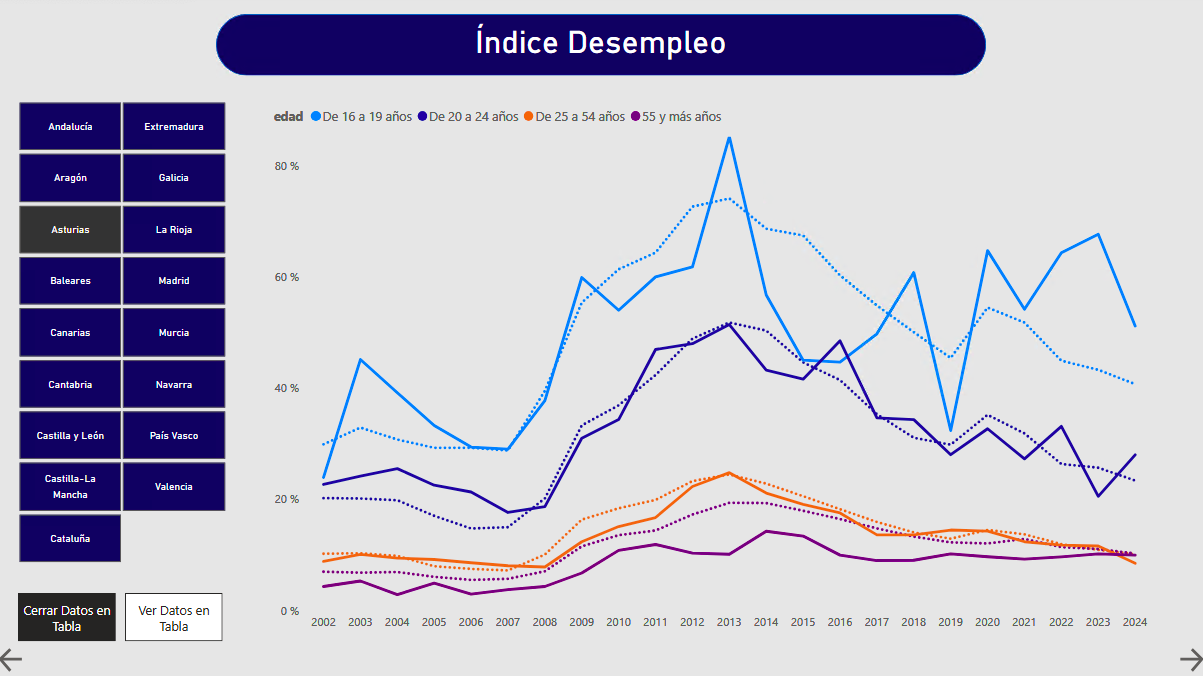 Índice Desempleo
edad De 16 a 19 años De 20 a 24 años De 25 a 54 años 55 y más años
Andalucía
Extremadura
Aragón
Galicia
Asturias
La Rioja
Baleares
Madrid
Canarias
Murcia
Cantabria
Navarra
Castilla y León
País Vasco
Castilla-La
Mancha
Valencia
Cataluña
Cerrar Datos en
Tabla
Ver Datos en
Tabla
80 %
60 %
40 %
20 %
0 %
2002 2003 2004 2005 2006 2007 2008 2009 2010 2011 2012 2013 2014 2015 2016 2017 2018 2019 2020 2021 2022 2023 2024